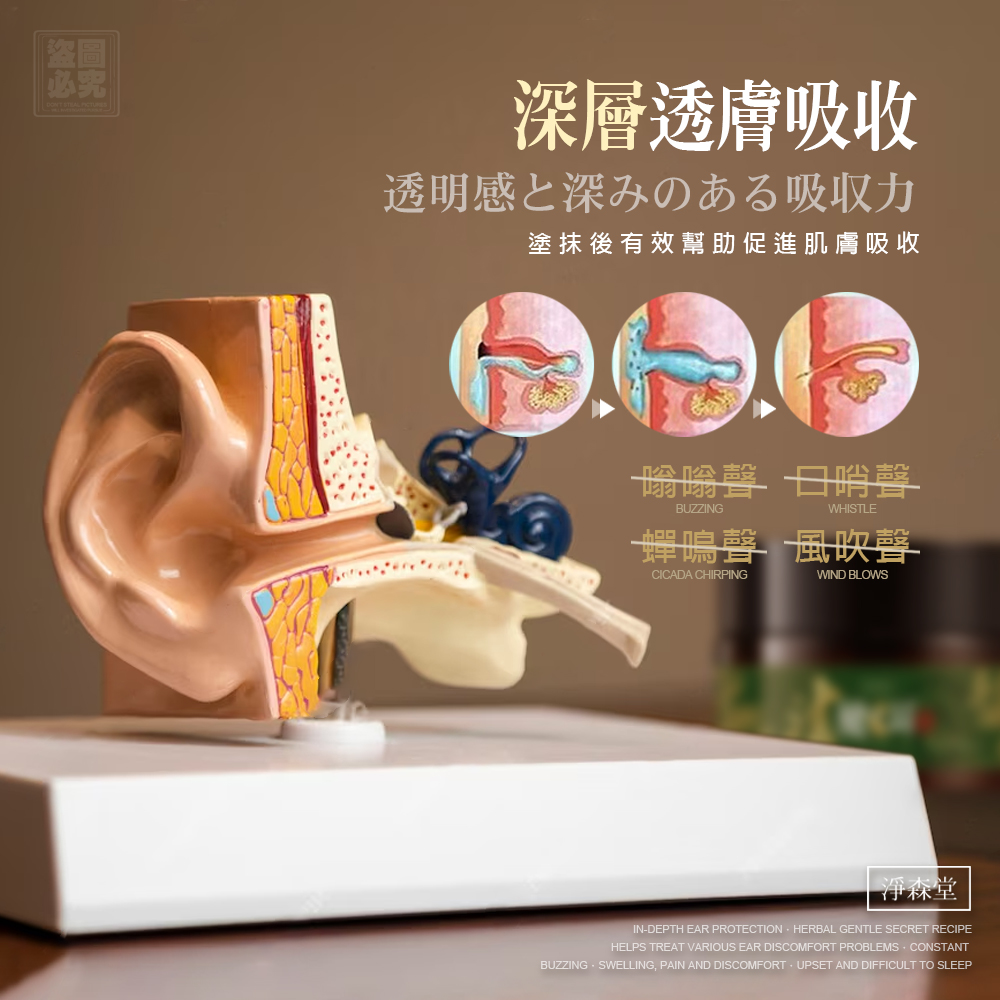 盜圖
必究
深層透膚吸收
透明感と深みのある吸収力
塗抹後有效幫助促進肌膚吸收
嗡嗡聲 口哨聲
BUZZING WHISTLE
蟬鳴聲 風吹聲
CICADA CHIRPING WIND BLOWS
淨森堂
IN-DEPTH EAR PROTECTION · HERBAL GENTLE SECRET RECIPE
HELPS TREAT VARIOUS EAR DISCOMFORT PROBLEMS · CONSTANT
BUZZING · SWELLING, PAIN AND DISCOMFORT · UPSET AND DIFFICULT TO SLEEP